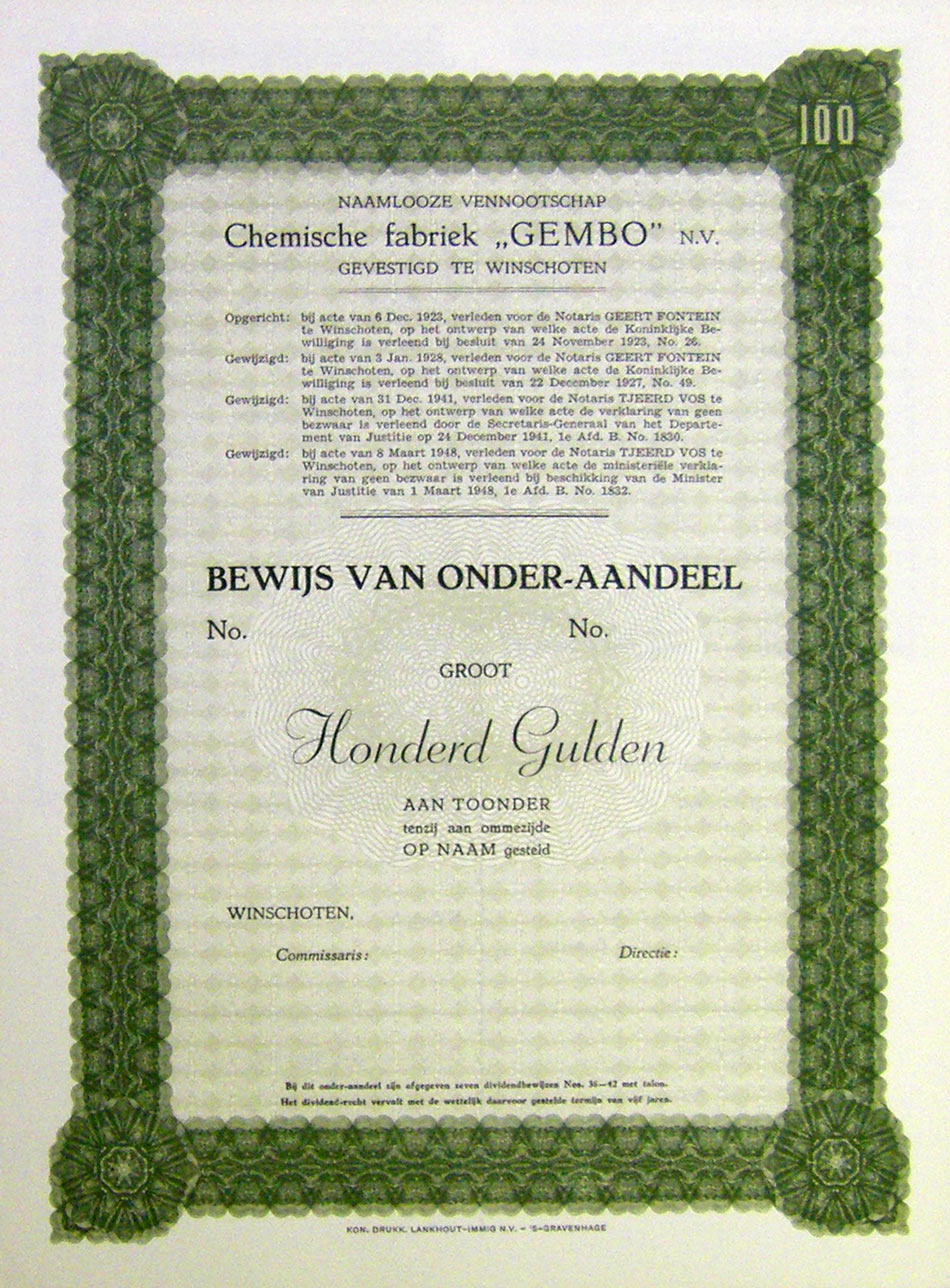 100
NAAMLOOZE VENNOOTSCHAP
Chemische fabriek „GEMBO” N.V.
GEVESTIGD TE WINSCHOTEN
Opgericht: bij acte van 6 Dec. 1923, verleden voor de Notaris GEERT FONTEIN
te Winschoten, op het ontwerp van welke acte de Koninklijke Be-
williging is verleend bij besluit van 24 November 1923, No. 26.
Gewijzigd: bij acte van 3 Jan. 1928, verleden voor de Notaris GEERT FONTEIN
te Winschoten, op het ontwerp van welke acte de Koninklijke Be-
williging is verleend bij besluit van 22 December 1927, No. 49.
Gewijzigd: bij acte van 31 Dec. 1941, verleden voor de Notaris TJEERD VOS te
Winschoten, op het ontwerp van welke acte de verklaring van geen
bezwaar is verleend door de Secretaris-Generaal van het Departe-
ment van Justitie op 24 December 1941, 1e Afd. B. No. 1830.
Gewijzigd: bij acte van 8 Maart 1948, verleden voor de Notaris TJEERD VOS te
Winschoten, op het ontwerp van welke acte de ministeriële verkla-
ring van geen bezwaar is verleend bij beschikking van de Minister
van Justitie van 1 Maart 1948, 1e Afd. B. No. 1832.
BEWIJS VAN ONDER-AANDEEL
No. No.
GROOT
Honderd Gulden
AAN TOONDER
tenzij aan ommezijde
OP NAAM gesteld
WINSCHOTEN,
Commissaris: Directie:
Bij dit onder-aandeel zijn afgegeven zeven dividendbewijzen Nos. 36—42 met talon.
Het dividend-recht vervalt met de wettelijk daarvoor gestelde termijn van vijf jaren.
KON. DRUKK. LANKHOUT-IMMIG N.V. – 'S-GRAVENHAGE